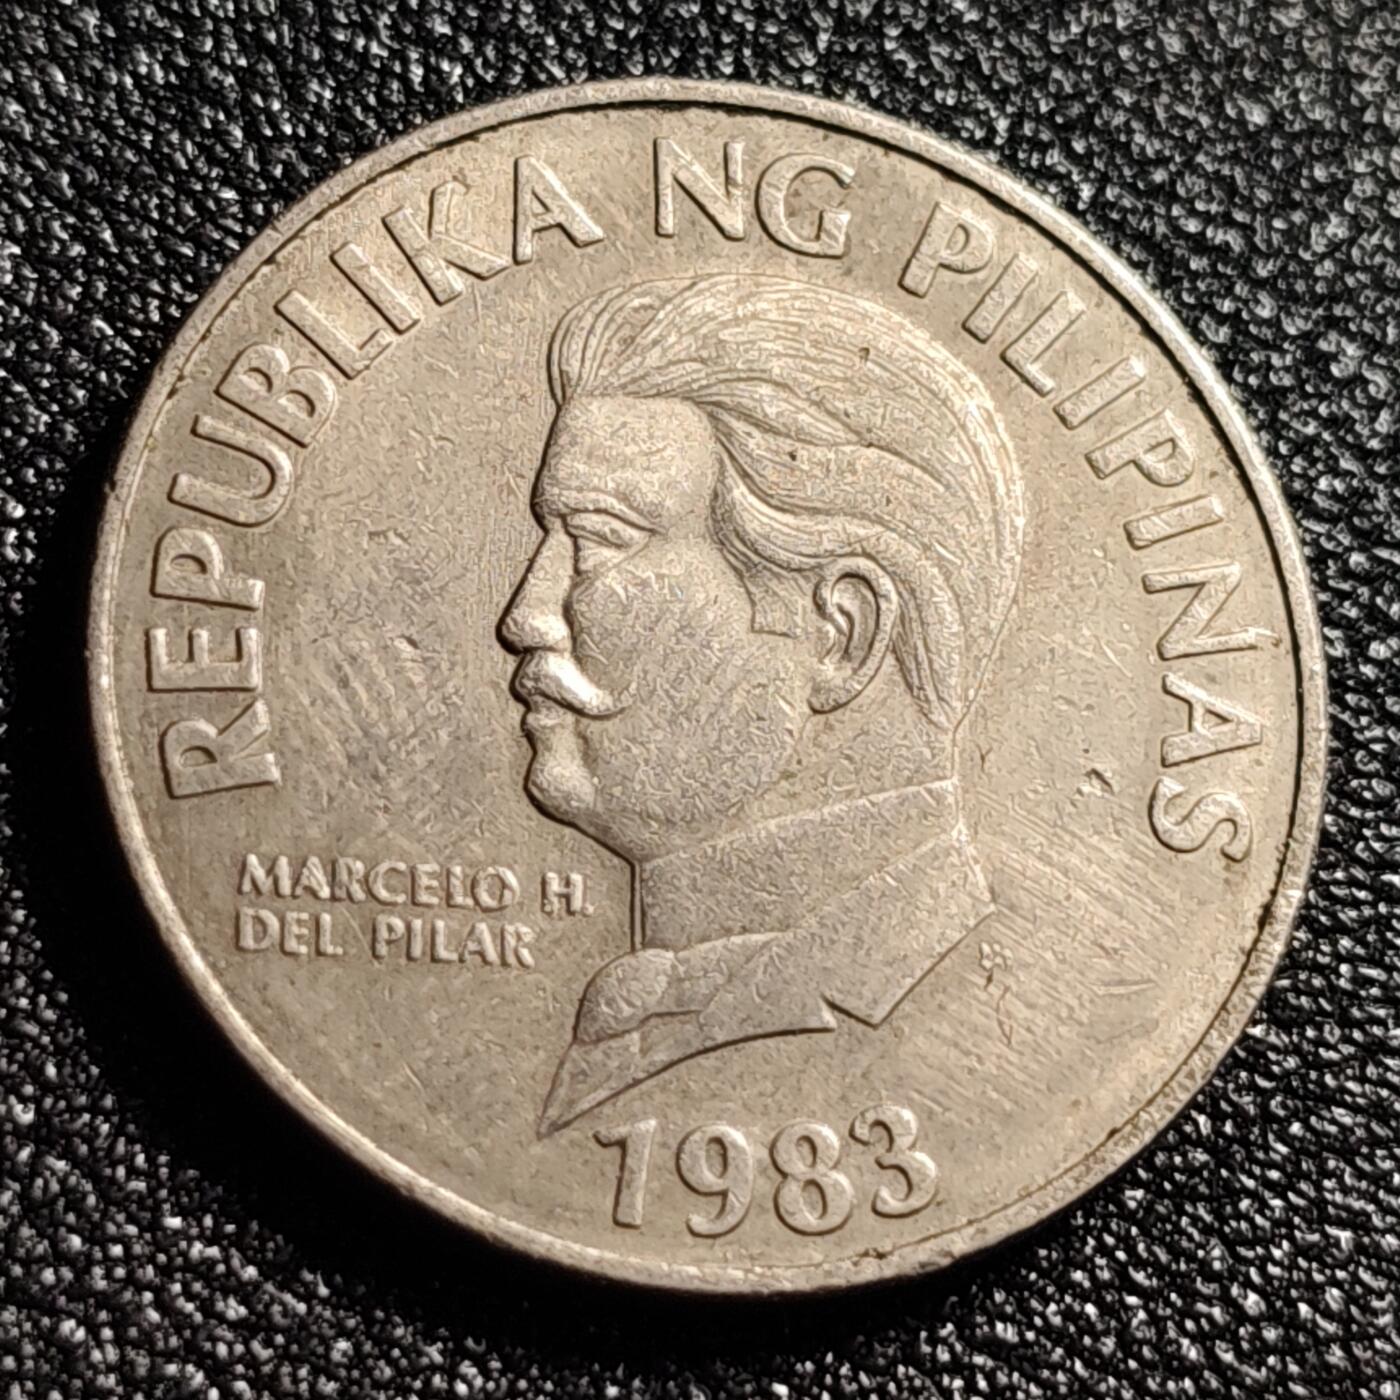 REPUBLIKA NG PILIPINAS
MARCELO H.
DEL PILAR
1983